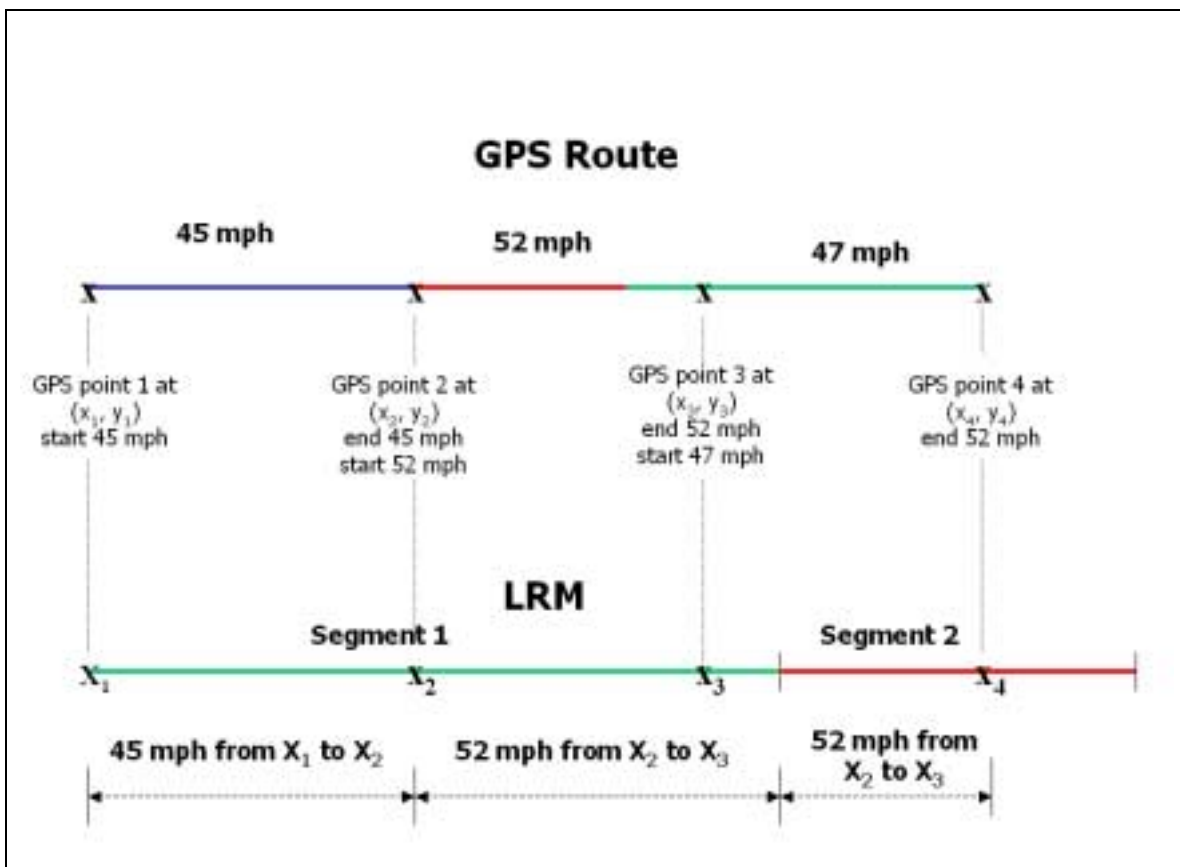 GPS Route
45 mph
52 mph
47 mph
X
X
X
X
GPS point 1 at
(x₁, y₁)
start 45 mph
GPS point 2 at
(x₂, y₂)
end 45 mph
start 52 mph
GPS point 3 at
(x₃, y₃)
end 52 mph
start 47 mph
GPS point 4 at
(x₄, y₄)
end 52 mph
LRM
Segment 1
Segment 2
X₁
X₂
X₃
X₄
45 mph from X₁ to X₂
52 mph from X₂ to X₃
52 mph from
X₂ to X₃